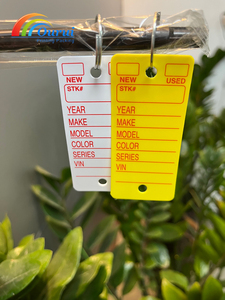 NEW
STK#
YEAR
MAKE
MODEL
COLOR
SERIES
VIN
NEW USED
STK#
YEAR
MAKE
MODEL
COLOR
SERIES
VIN